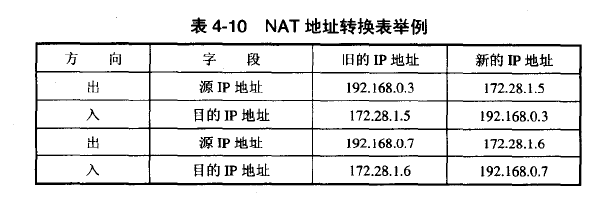 表 4-10 NAT 地址转换表举例
方 向 字 段 旧的 IP 地址 新的 IP 地址
出 源 IP 地址 192.168.0.3 172.28.1.5
入 目的 IP 地址 172.28.1.5 192.168.0.3
出 源 IP 地址 192.168.0.7 172.28.1.6
入 目的 IP 地址 172.28.1.6 192.168.0.7